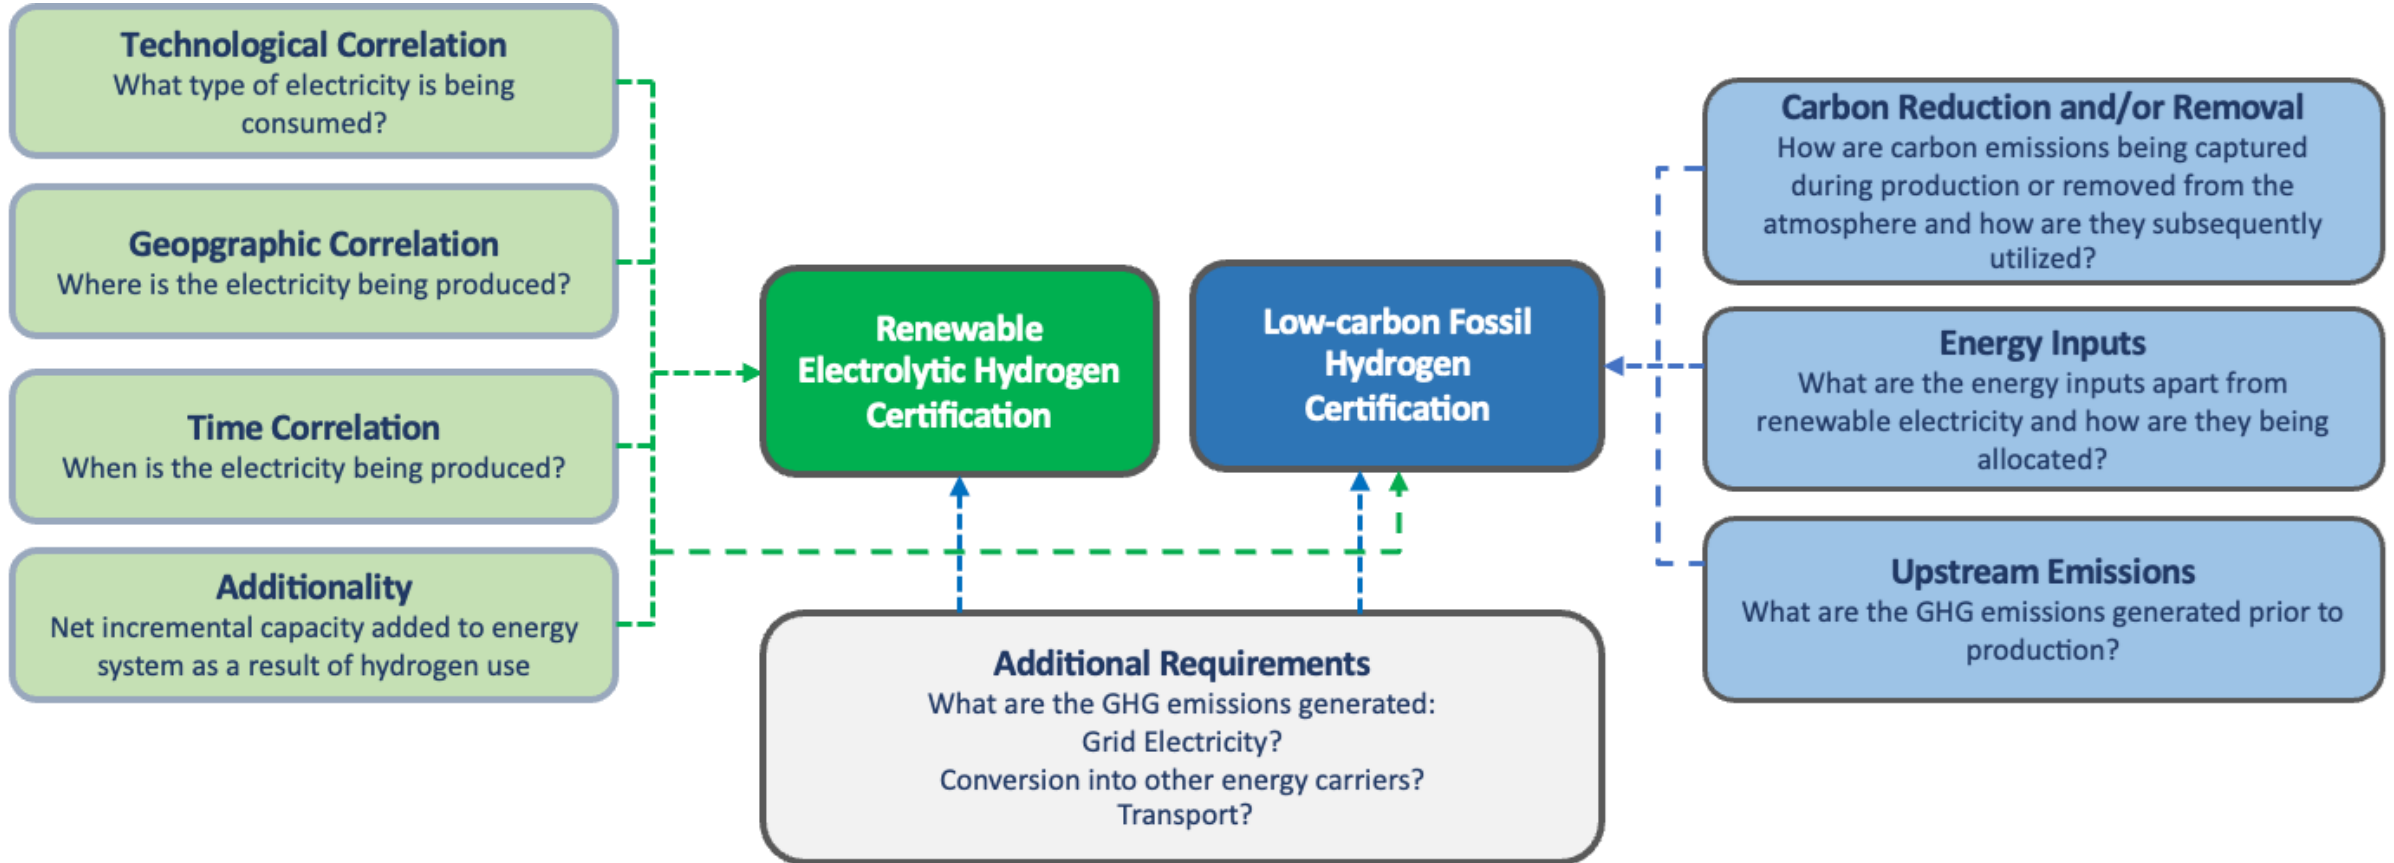 Technological Correlation
What type of electricity is being
consumed?
Geopgraphic Correlation
Where is the electricity being produced?
Time Correlation
When is the electricity being produced?
Additionality
Net incremental capacity added to energy
system as a result of hydrogen use
Renewable
Electrolytic Hydrogen
Certification
Low-carbon Fossil
Hydrogen
Certification
Additional Requirements
What are the GHG emissions generated:
Grid Electricity?
Conversion into other energy carriers?
Transport?
Carbon Reduction and/or Removal
How are carbon emissions being captured
during production or removed from the
atmosphere and how are they subsequently
utilized?
Energy Inputs
What are the energy inputs apart from
renewable electricity and how are they being
allocated?
Upstream Emissions
What are the GHG emissions generated prior to
production?